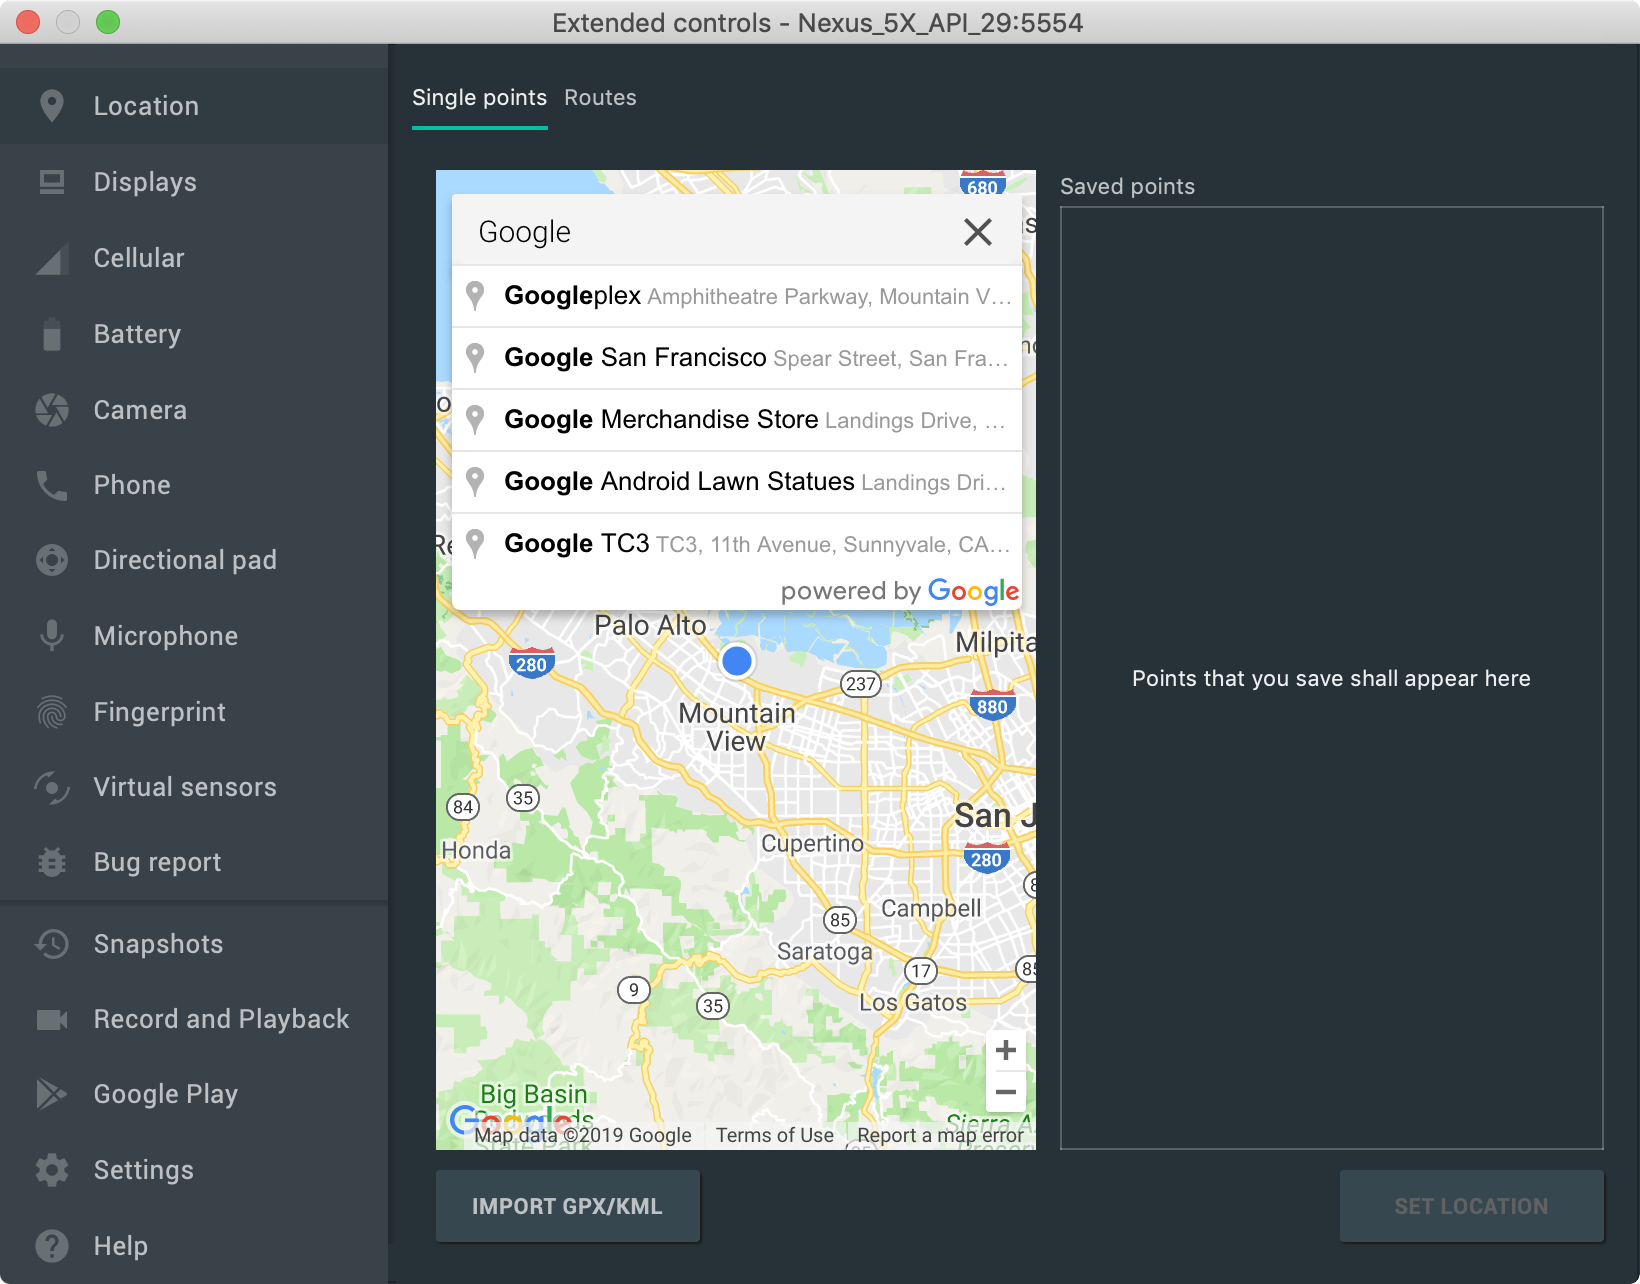 Extended controls - Nexus_5X_API_29:5554
Location
Displays
Cellular
Battery
Camera
Phone
Directional pad
Microphone
Fingerprint
Virtual sensors
Bug report
Snapshots
Record and Playback
Google Play
Settings
Help
Single points Routes
680
Google
Googleplex Amphitheatre Parkway, Mountain V...
Google San Francisco Spear Street, San Fra...
Google Merchandise Store Landings Drive, ...
Google Android Lawn Statues Landings Dri...
Google TC3 TC3, 11th Avenue, Sunnyvale, CA...
powered by Google
Palo Alto
Milpita
280
237
880
Mountain
View
84
35
San J
Honda
Cupertino
280
85
Campbell
Saratoga
17
85
9
35
Los Gatos
+
−
Big Basin
Google
Sierra A
Map data ©2019 Google Terms of Use Report a map error
State Park
IMPORT GPX/KML
Saved points
Points that you save shall appear here
SET LOCATION